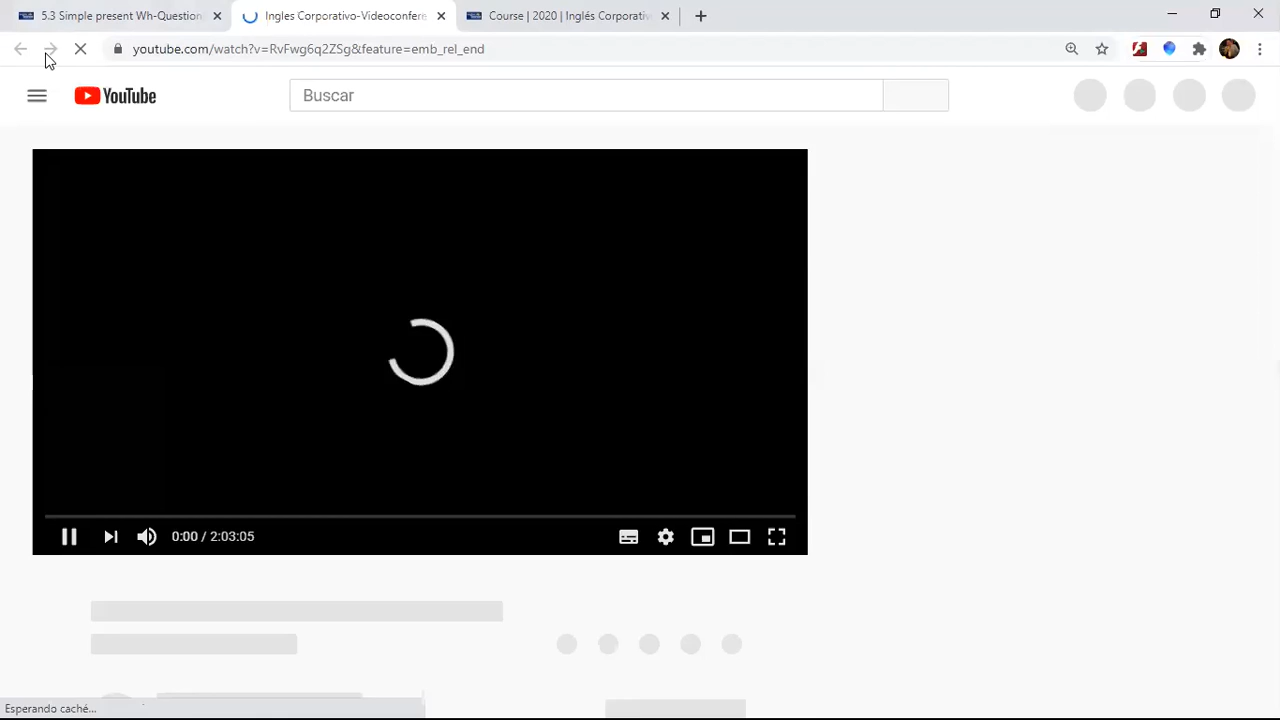 5.3 Simple present Wh-Question
Ingles Corporativo-Videoconfere
Course | 2020 | Inglés Corporativ
youtube.com/watch?v=RvFwg6q2ZSg&feature=emb_rel_end
YouTube
Buscar
0:00 / 2:03:05
Esperando caché...